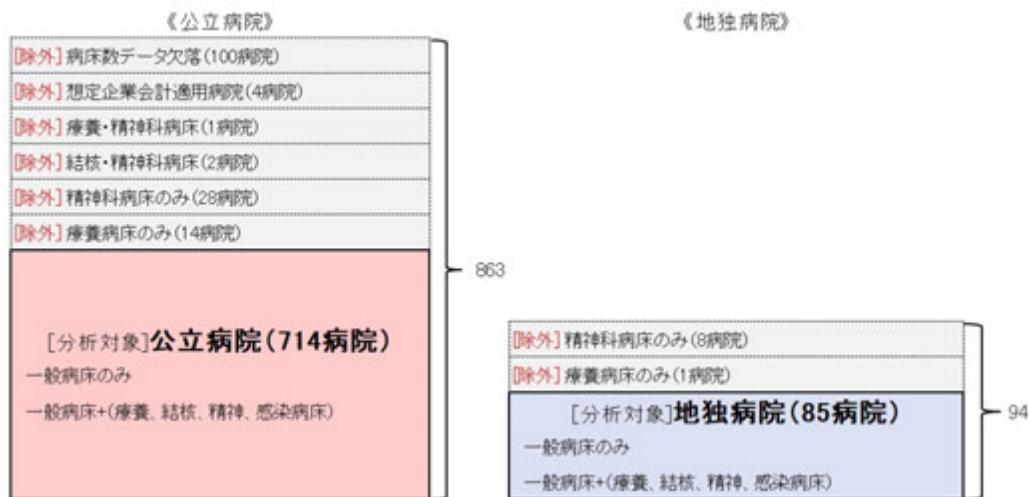 《公立病院》
[除外] 病床数データ欠落(100病院)
[除外] 想定企業会計適用病院(4病院)
[除外] 療養・精神科病床(1病院)
[除外] 結核・精神科病床(2病院)
[除外] 精神科病床のみ(28病院)
[除外] 療養病床のみ(14病院)
[分析対象]公立病院(714病院)
一般病床のみ
一般病床+(療養、結核、精神、感染病床)
863
《地独病院》
[除外] 精神科病床のみ(8病院)
[除外] 療養病床のみ(1病院)
[分析対象]地独病院(85病院)
一般病床のみ
一般病床+(療養、結核、精神、感染病床)
94